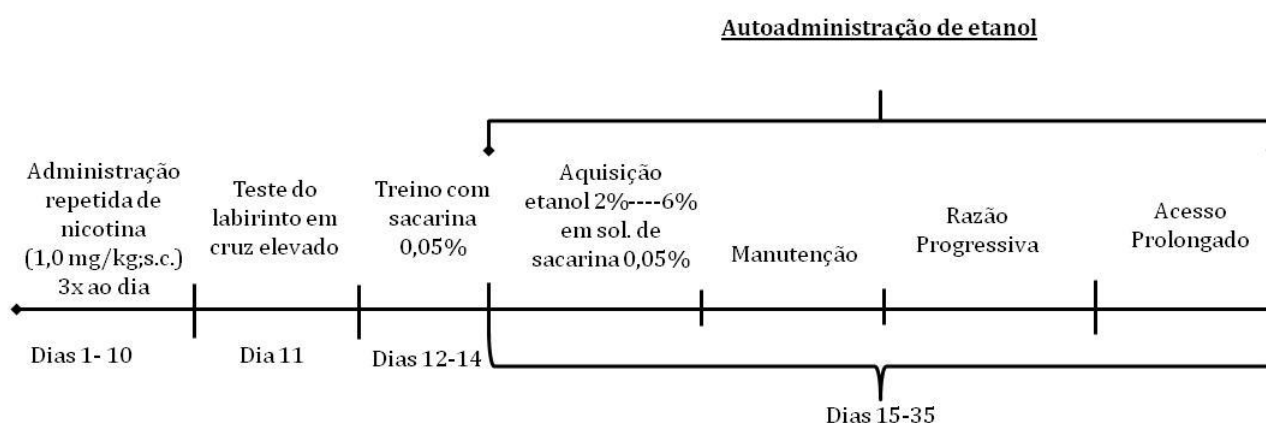 Autoadministração de etanol
Administração
repetida de
nicotina
(1,0 mg/kg;s.c.)
3x ao dia
Teste do
labirinto em
cruz elevado
Treino com
sacarina
0,05%
Aquisição
etanol 2%----6%
em sol. de
sacarina 0,05%
Manutenção
Razão
Progressiva
Acesso
Prolongado
Dias 1- 10
Dia 11
Dias 12-14
Dias 15-35